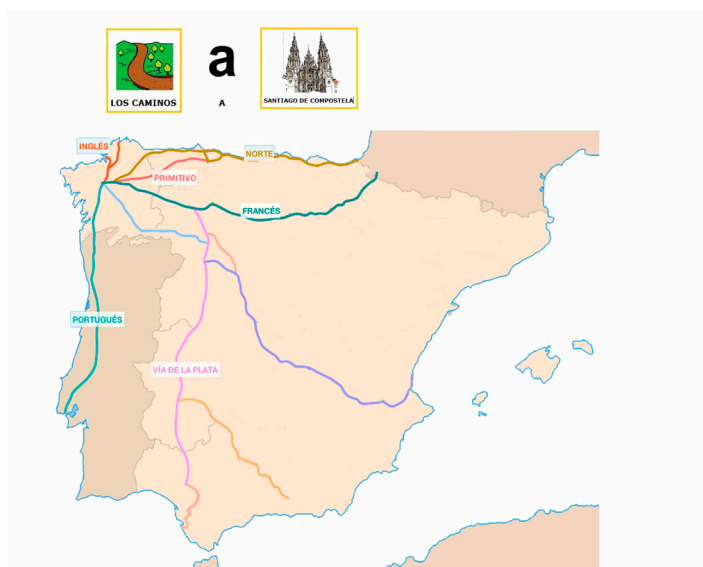 a
LOS CAMINOS
A
SANTIAGO DE COMPOSTELA
INGLÉS
NORTE
PRIMITIVO
FRANCÉS
PORTUGUÉS
VÍA DE LA PLATA